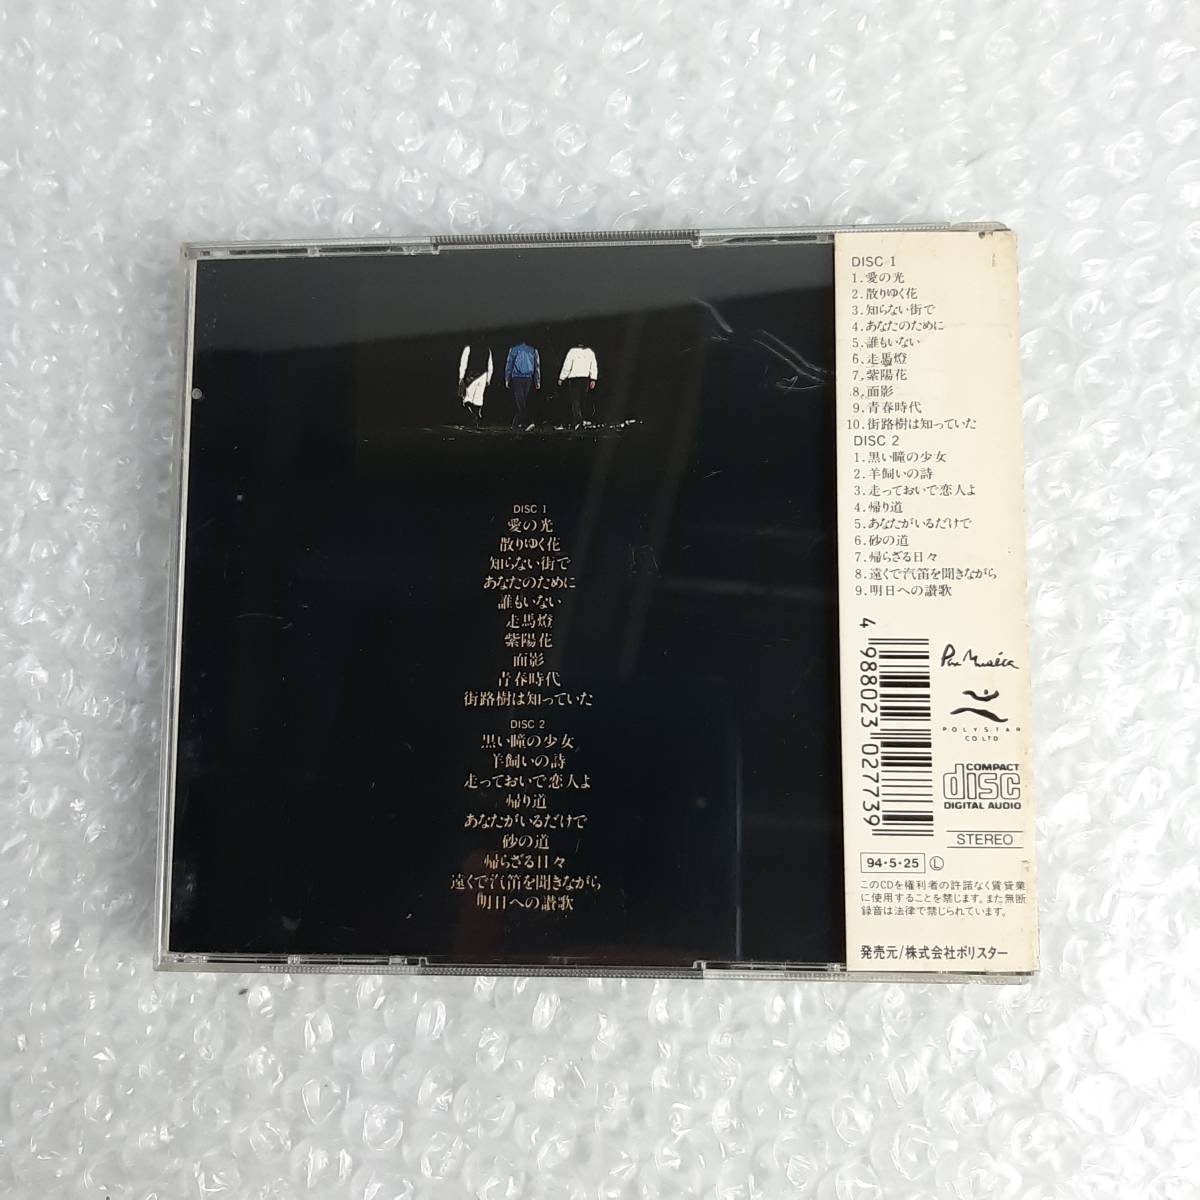 DISC 1
愛の光
散りゆく花
知らない街で
あなたのために
誰もいない
走馬燈
紫陽花
面影
青春時代
街路樹は知っていた
DISC 2
黒い瞳の少女
羊飼いの詩
走っておいで恋人よ
帰り道
あなたがいるだけで
砂の道
帰らざる日々
遠くで汽笛を聞きながら
明日への讃歌
DISC 1
1.愛の光
2.散りゆく花
3.知らない街で
4.あなたのために
5.誰もいない
6.走馬燈
7.紫陽花
8.面影
9.青春時代
10.街路樹は知っていた
DISC 2
1.黒い瞳の少女
2.羊飼いの詩
3.走っておいで恋人よ
4.帰り道
5.あなたがいるだけで
6.砂の道
7.帰らざる日々
8.遠くで汽笛を聞きながら
9.明日への讃歌
4 988023 027739
Pax Musica
POLYSTAR
CO.LTD
COMPACT
disc
DIGITAL AUDIO
STEREO
94・5・25 Ⓛ
このCDを権利者の許諾なく賃貸業
に使用することを禁じます。また無断
録音は法律で禁じられています。
発売元/株式会社ポリスター